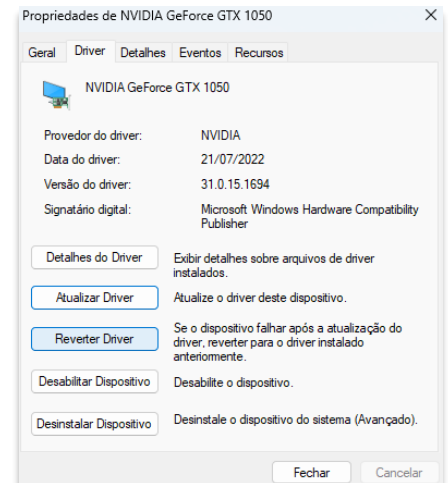 Propriedades de NVIDIA GeForce GTX 1050
Geral Driver Detalhes Eventos Recursos
NVIDIA GeForce GTX 1050
Provedor do driver: NVIDIA
Data do driver: 21/07/2022
Versão do driver: 31.0.15.1694
Signatário digital: Microsoft Windows Hardware Compatibility
Publisher
Detalhes do Driver Exibir detalhes sobre arquivos de driver
instalados.
Atualizar Driver Atualize o driver deste dispositivo.
Reverter Driver Se o dispositivo falhar após a atualização do
driver, reverter para o driver instalado
anteriormente.
Desabilitar Dispositivo Desabilite o dispositivo.
Desinstalar Dispositivo Desinstale o dispositivo do sistema (Avançado).
Fechar Cancelar